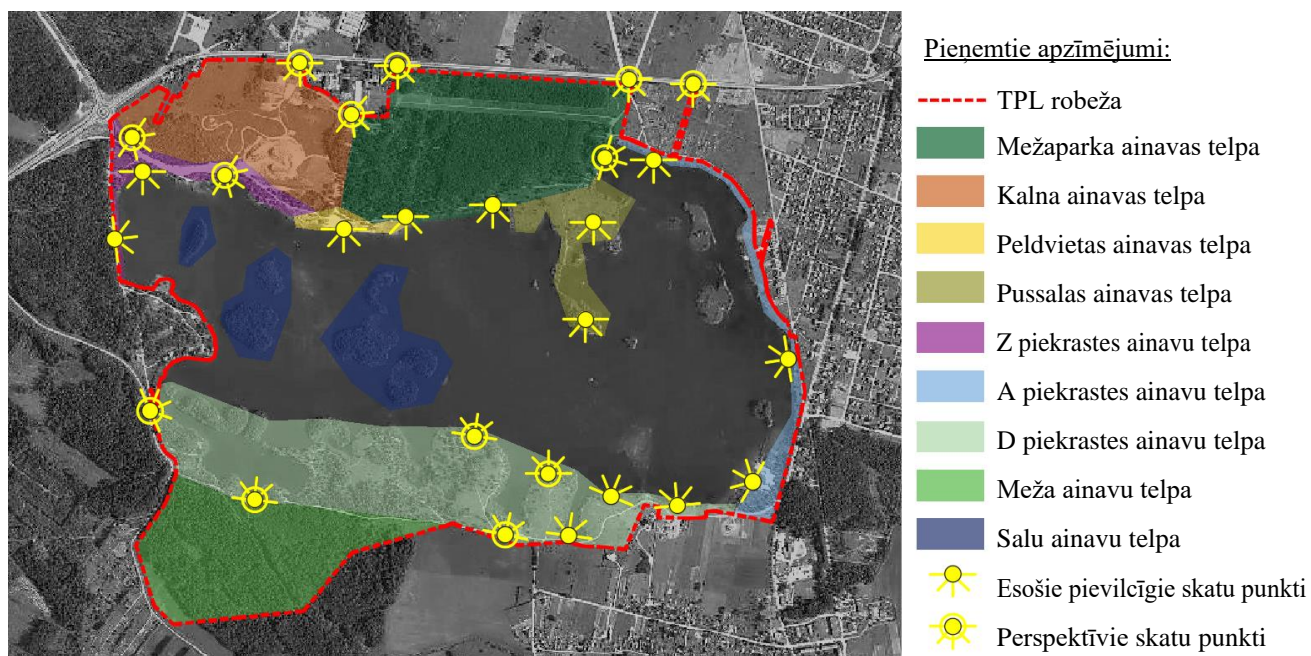 Pieņemtie apzīmējumi:
TPL robeža
Mežaparka ainavas telpa
Kalna ainavas telpa
Peldvietas ainavas telpa
Pussalas ainavas telpa
Z piekrastes ainavu telpa
A piekrastes ainavu telpa
D piekrastes ainavu telpa
Meža ainavu telpa
Salu ainavu telpa
Esošie pievilcīgie skatu punkti
Perspektīvie skatu punkti